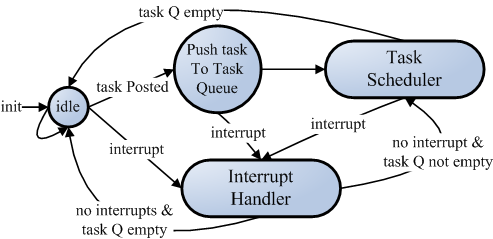 task Q empty
Push task
To Task
Queue
Task
Scheduler
task Posted
init
idle
interrupt
interrupt
interrupt
no interrupt &
task Q not empty
Interrupt
Handler
no interrupts &
task Q empty